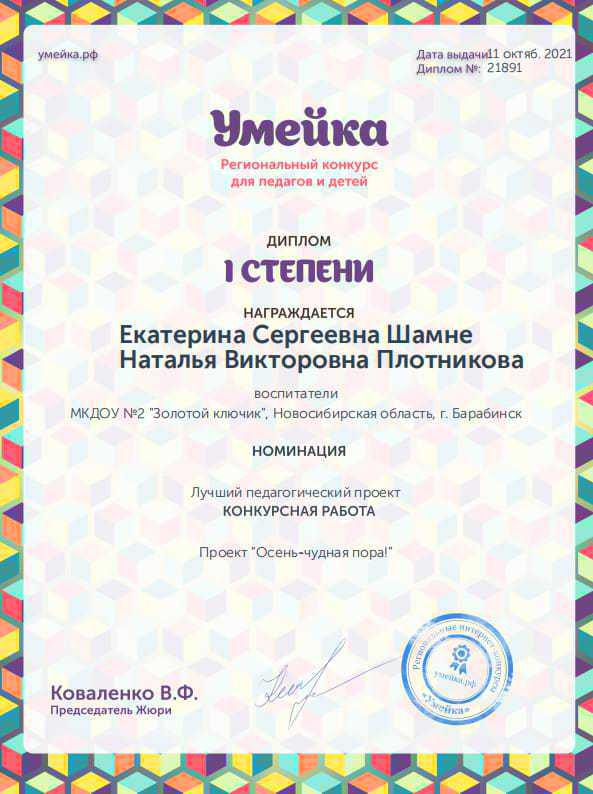 умейка.рф
Дата выдачи11 октяб. 2021
Диплом №: 21891
Умейка
Региональный конкурс
для педагов и детей
ДИПЛОМ
I СТЕПЕНИ
НАГРАЖДАЕТСЯ
Екатерина Сергеевна Шамне
Наталья Викторовна Плотникова
воспитатели
МКДОУ №2 "Золотой ключик", Новосибирская область, г. Барабинск
НОМИНАЦИЯ
Лучший педагогический проект
КОНКУРСНАЯ РАБОТА
Проект "Осень-чудная пора!"
Коваленко В.Ф.
Председатель Жюри
Региональные интернет-конкурсы
умейка.рф
«Умейка»